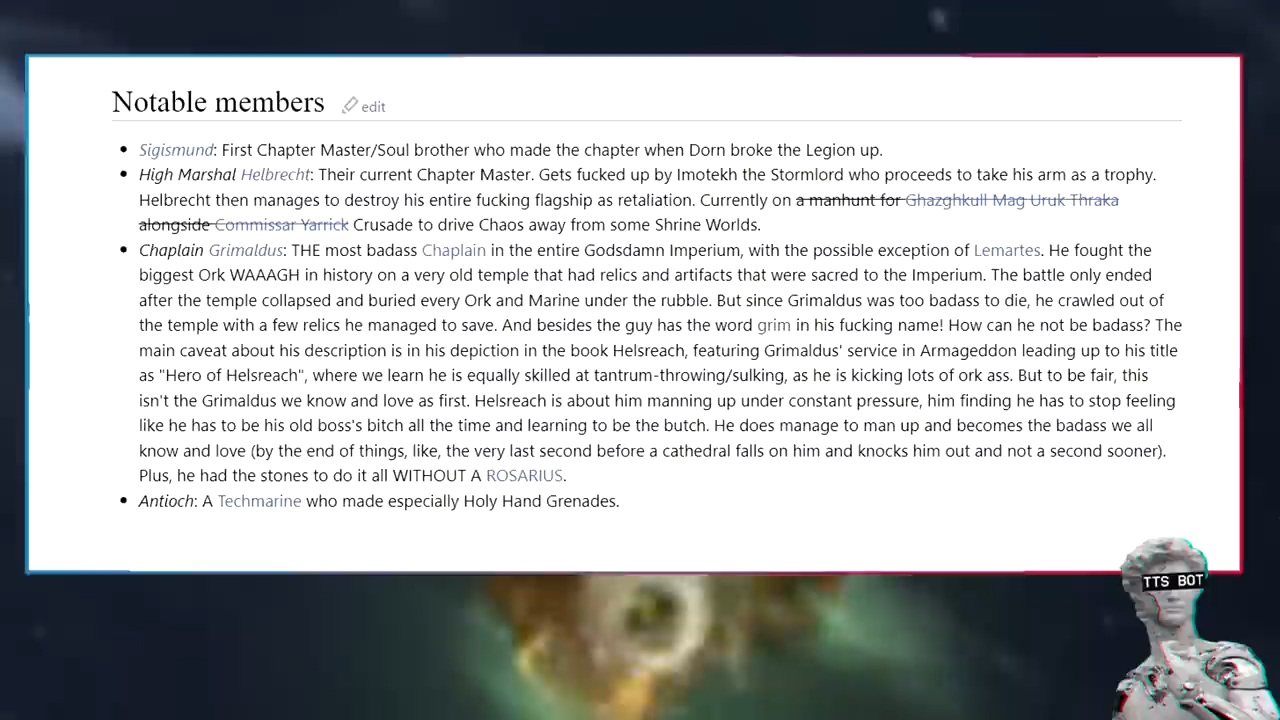 Notable members edit
Sigismund: First Chapter Master/Soul brother who made the chapter when Dorn broke the Legion up.
High Marshal Helbrecht: Their current Chapter Master. Gets fucked up by Imotekh the Stormlord who proceeds to take his arm as a trophy.
Helbrecht then manages to destroy his entire fucking flagship as retaliation. Currently on a manhunt for Ghazghkull Mag Uruk Thraka
alongside Commissar Yarrick Crusade to drive Chaos away from some Shrine Worlds.
Chaplain Grimaldus: THE most badass Chaplain in the entire Godsdamn Imperium, with the possible exception of Lemartes. He fought the
biggest Ork WAAAGH in history on a very old temple that had relics and artifacts that were sacred to the Imperium. The battle only ended
after the temple collapsed and buried every Ork and Marine under the rubble. But since Grimaldus was too badass to die, he crawled out of
the temple with a few relics he managed to save. And besides the guy has the word grim in his fucking name! How can he not be badass? The
main caveat about his description is in his depiction in the book Helsreach, featuring Grimaldus' service in Armageddon leading up to his title
as "Hero of Helsreach", where we learn he is equally skilled at tantrum-throwing/sulking, as he is kicking lots of ork ass. But to be fair, this
isn't the Grimaldus we know and love as first. Helsreach is about him manning up under constant pressure, him finding he has to stop feeling
like he has to be his old boss's bitch all the time and learning to be the butch. He does manage to man up and becomes the badass we all
know and love (by the end of things, like, the very last second before a cathedral falls on him and knocks him out and not a second sooner).
Plus, he had the stones to do it all WITHOUT A ROSARIUS.
Antioch: A Techmarine who made especially Holy Hand Grenades.
TTS BOT